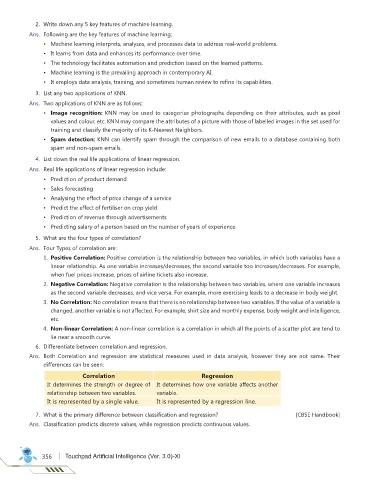 2. Write down any 5 key features of machine learning.
Ans. Following are the key features of machine learning:
• Machine learning interprets, analyses, and processes data to address real-world problems.
• It learns from data and enhances its performance over time.
• The technology facilitates automation and prediction based on the learned patterns.
• Machine learning is the prevailing approach in contemporary AI.
• It employs data analysis, training, and sometimes human review to refine its capabilities.
3. List any two applications of KNN.
Ans. Two applications of KNN are as follows:
• Image recognition: KNN may be used to categorise photographs depending on their attributes, such as pixel
values and colour, etc. KNN may compare the attributes of a picture with those of labelled images in the set used for
training and classify the majority of its K-Nearest Neighbors.
• Spam detection: KNN can identify spam through the comparison of new emails to a database containing both
spam and non-spam emails.
4. List down the real life applications of linear regression.
Ans. Real life applications of linear regression include:
• Prediction of product demand
• Sales forecasting
• Analysing the effect of price change of a service
• Predict the effect of fertiliser on crop yield
• Prediction of revenue through advertisements
• Predicting salary of a person based on the number of years of experience
5. What are the four types of correlation?
Ans. Four Types of correlation are:
1. Positive Correlation: Positive correlation is the relationship between two variables, in which both variables have a
linear relationship. As one variable increases/decreases, the second variable too increases/decreases. For example,
when fuel prices increase, prices of airline tickets also increase.
2. Negative Correlation: Negative correlation is the relationship between two variables, where one variable increases
as the second variable decreases, and vice versa. For example, more exercising leads to a decrease in body weight.
3. No Correlation: No correlation means that there is no relationship between two variables. If the value of a variable is
changed, another variable is not affected. For example, shirt size and monthly expense, body weight and intelligence,
etc.
4. Non-linear Correlation: A non-linear correlation is a correlation in which all the points of a scatter plot are tend to
lie near a smooth curve.
6. Differentiate between correlation and regression.
Ans. Both Correlation and regression are statistical measures used in data analysis, however they are not same. Their
differences can be seen:
Correlation Regression
It determines the strength or degree of It determines how one variable affects another
relationship between two variables. variable.
It is represented by a single value. It is represented by a regression line.
7. What is the primary difference between classification and regression? [CBSE Handbook]
Ans. Classification predicts discrete values, while regression predicts continuous values.
356 Touchpad Artificial Intelligence (Ver. 3.0)-XI